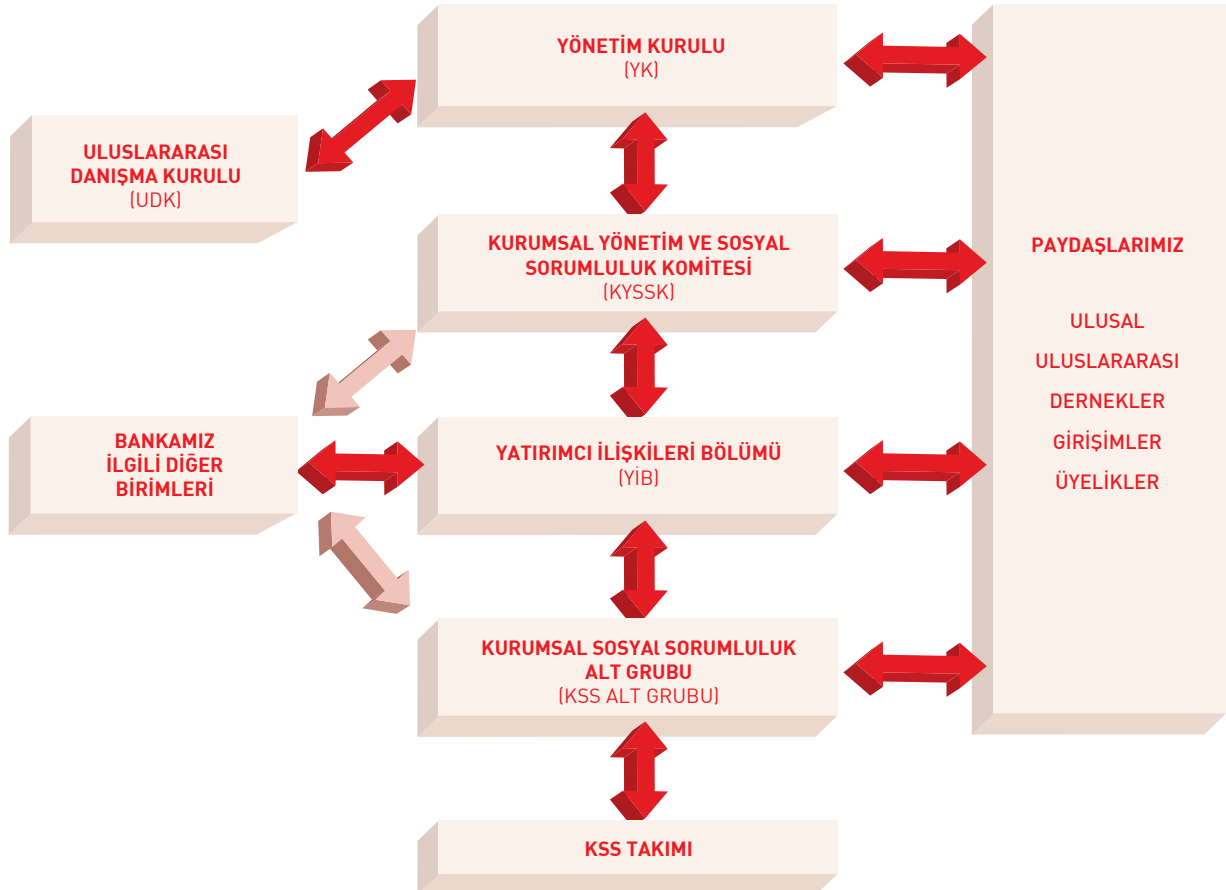 YÖNETİM KURULU
(YK)
ULUSLARARASI
DANIŞMA KURULU
(UDK)
KURUMSAL YÖNETİM VE SOSYAL
SORUMLULUK KOMİTESİ
(KYSSK)
PAYDAŞLARIMIZ
ULUSAL
ULUSLARARASI
DERNEKLER
GİRİŞİMLER
ÜYELİKLER
BANKAMIZ
İLGİLİ DİĞER
BİRİMLERİ
YATIRIMCI İLİŞKİLERİ BÖLÜMÜ
(YİB)
KURUMSAL SOSYAl SORUMLULUK
ALT GRUBU
(KSS ALT GRUBU)
KSS TAKIMI